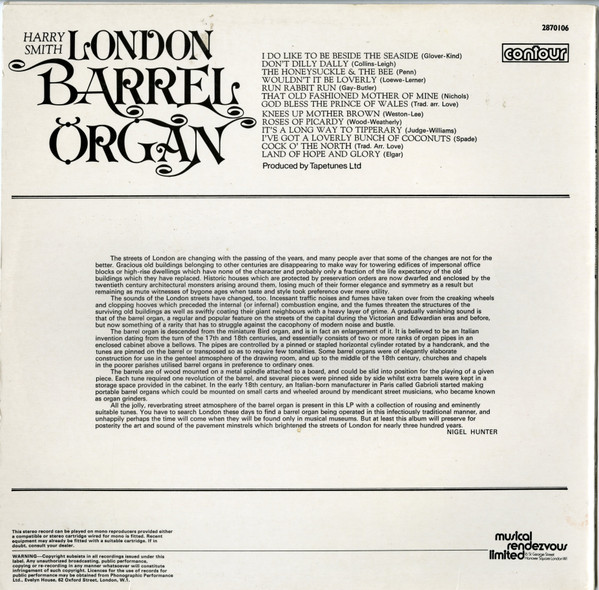 2870106
HARRY
SMITH LONDON
BARREL
ORGAN
contour
I DO LIKE TO BE BESIDE THE SEASIDE (Glover-Kind)
DON'T DILLY DALLY (Collins-Leigh)
THE HONEYSUCKLE & THE BEE (Penn)
WOULDN'T IT BE LOVERLY (Loewe-Lerner)
RUN RABBIT RUN (Gay-Butler)
THAT OLD FASHIONED MOTHER OF MINE (Nichols)
GOD BLESS THE PRINCE OF WALES (Trad. arr. Love)
KNEES UP MOTHER BROWN (Weston-Lee)
ROSES OF PICARDY (Wood-Weatherly)
IT'S A LONG WAY TO TIPPERARY (Judge-Williams)
I'VE GOT A LOVERLY BUNCH OF COCONUTS (Spade)
COCK O' THE NORTH (Trad. Arr. Love)
LAND OF HOPE AND GLORY (Elgar)
Produced by Tapetunes Ltd
The streets of London are changing with the passing of the years, and many people aver that some of the changes are not for the
better. Gracious old buildings belonging to other centuries are disappearing to make way for towering edifices of impersonal office
blocks or high-rise dwellings which have none of the character and probably only a fraction of the life expectancy of the old
buildings which they have replaced. Historic houses which are protected by preservation orders are now dwarfed and enclosed by the
twentieth century architectural monsters arising around them, losing much of their former elegance and symmetry as a result but
remaining as mute witnesses of bygone ages when taste and style took preference over mere utility.
The sounds of the London streets have changed, too. Incessant traffic noises and fumes have taken over from the creaking wheels
and clopping hooves which preceded the internal (or infernal) combustion engine, and the fumes threaten the structures of the
surviving old buildings as well as swiftly coating their giant neighbours with a heavy layer of grime. A gradually vanishing sound is
that of the barrel organ, a regular and popular feature on the streets of the capital during the Victorian and Edwardian eras and before,
but now something of a rarity that has to struggle against the cacophony of modern noise and bustle.
The barrel organ is descended from the miniature Bird organ, and is in fact an enlargement of it. It is believed to be an Italian
invention dating from the turn of the 17th and 18th centuries, and essentially consists of two or more ranks of organ pipes in an
enclosed cabinet above a bellows. The pipes are controlled by a pinned or stapled horizontal cylinder rotated by a handcrank, and the
tunes are pinned on the barrel or transposed so as to require few tonalities. Some barrel organs were of elegantly elaborate
construction for use in the genteel atmosphere of the drawing room, and up to the middle of the 18th century, churches and chapels
in the poorer perishes utilised barrel organs in preference to ordinary ones.
The barrels are of wood mounted on a metal spindle attached to a board, and could be slid into position for the playing of a given
piece. Each tune required one revolution of the barrel, and several pieces were pinned side by side whilst extra barrels were kept in a
storage space provided in the cabinet. In the early 18th century, an Italian-born manufacturer in Paris called Gabrioli started making
portable barrel organs which could be mounted on small carts and wheeled around by mendicant street musicians, who became known
as organ grinders.
All the jolly, reverbrating street atmosphere of the barrel organ is present in this LP with a collection of rousing and eminently
suitable tunes. You have to search London these days to find a barrel organ being operated in this infectiously traditional manner, and
unhappily perhaps the time will come when they will be found only in musical museums. But at least this album will preserve for
posterity the art and sound of the pavement minstrels which brightened the streets of London for nearly three hundred years.
NIGEL HUNTER
This stereo record can be played on mono reproducers provided either
a compatible or stereo cartridge wired for mono is fitted. Recent
equipment may already be fitted with a suitable cartridge. If in
doubt, consult your dealer.
WARNING—Copyright subsists in all recordings issued under this
label. Any unauthorised broadcasting, public performance,
copying or re-recording in any manner whatsoever will constitute
infringement of such copyright. Licences for the use of records for
public performance may be obtained from Phonographic Performance
Ltd., Evelyn House, 62 Oxford Street, London, W.1.
musical
rendezvous
limited
George Street
Hanover Square London W1